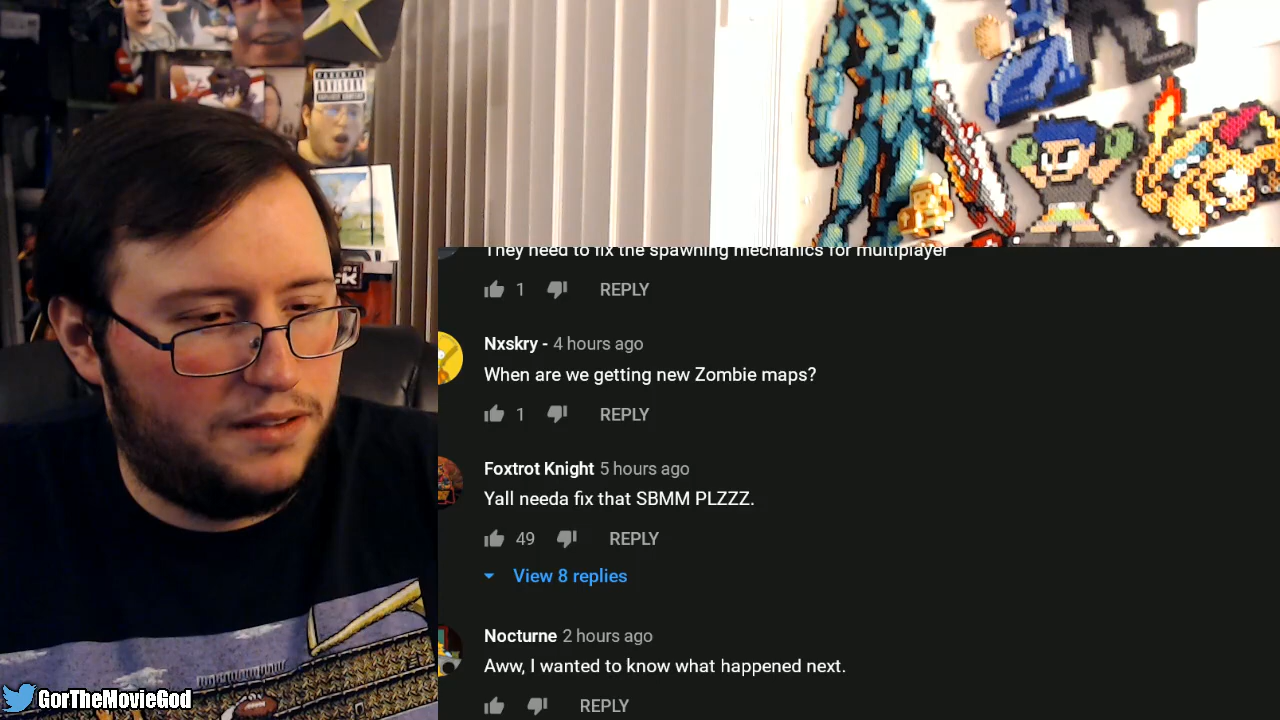 PARENTAL
ADVISORY
They need to fix the spawning mechanics for multiplayer
1 REPLY
Nxskry - 4 hours ago
When are we getting new Zombie maps?
1 REPLY
Foxtrot Knight 5 hours ago
Yall needa fix that SBMM PLZZZ.
49 REPLY
View 8 replies
Nocturne 2 hours ago
Aww, I wanted to know what happened next.
REPLY
GorTheMovieGod